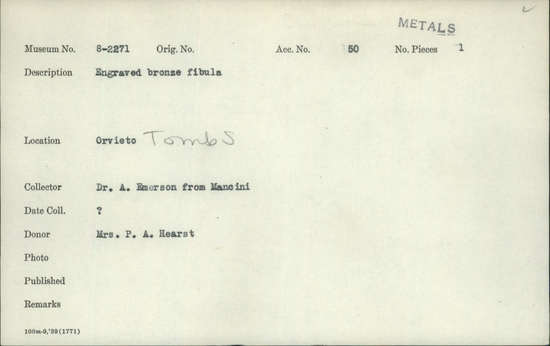 METALS
Museum No. 8-2271 Orig. No. Acc. No. 50 No. Pieces 1
Description Engraved bronze fibula
Location Orvieto Tombs
Collector Dr. A. Emerson from Mancini
Date Coll. ?
Donor Mrs. P. A. Hearst
Photo
Published
Remarks
100m-9,'39(1771)